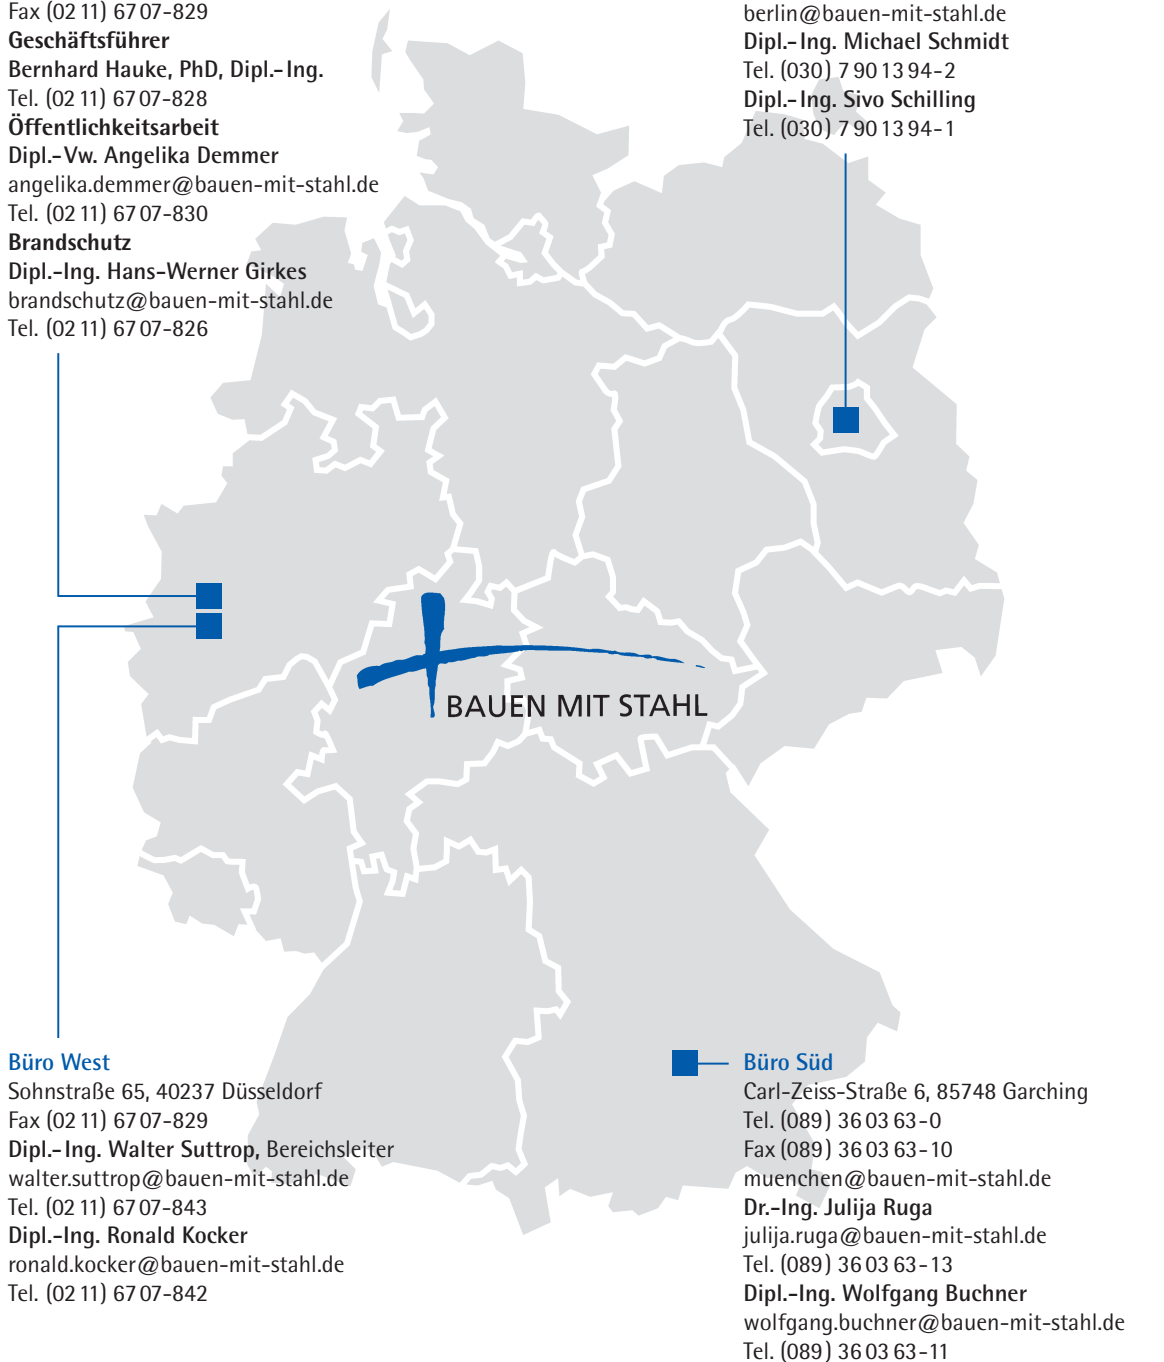 Fax (02 11) 67 07-829
Geschäftsführer
Bernhard Hauke, PhD, Dipl.-Ing.
Tel. (02 11) 67 07-828
Öffentlichkeitsarbeit
Dipl.-Vw. Angelika Demmer
angelika.demmer@bauen-mit-stahl.de
Tel. (02 11) 67 07-830
Brandschutz
Dipl.-Ing. Hans-Werner Girkes
brandschutz@bauen-mit-stahl.de
Tel. (02 11) 67 07-826
berlin@bauen-mit-stahl.de
Dipl.-Ing. Michael Schmidt
Tel. (030) 7 90 13 94-2
Dipl.-Ing. Sivo Schilling
Tel. (030) 7 90 13 94-1
BAUEN MIT STAHL
Büro West
Sohnstraße 65, 40237 Düsseldorf
Fax (02 11) 67 07-829
Dipl.-Ing. Walter Suttrop, Bereichsleiter
walter.suttrop@bauen-mit-stahl.de
Tel. (02 11) 67 07-843
Dipl.-Ing. Ronald Kocker
ronald.kocker@bauen-mit-stahl.de
Tel. (02 11) 67 07-842
Büro Süd
Carl-Zeiss-Straße 6, 85748 Garching
Tel. (089) 36 03 63-0
Fax (089) 36 03 63-10
muenchen@bauen-mit-stahl.de
Dr.-Ing. Julija Ruga
julija.ruga@bauen-mit-stahl.de
Tel. (089) 36 03 63-13
Dipl.-Ing. Wolfgang Buchner
wolfgang.buchner@bauen-mit-stahl.de
Tel. (089) 36 03 63-11